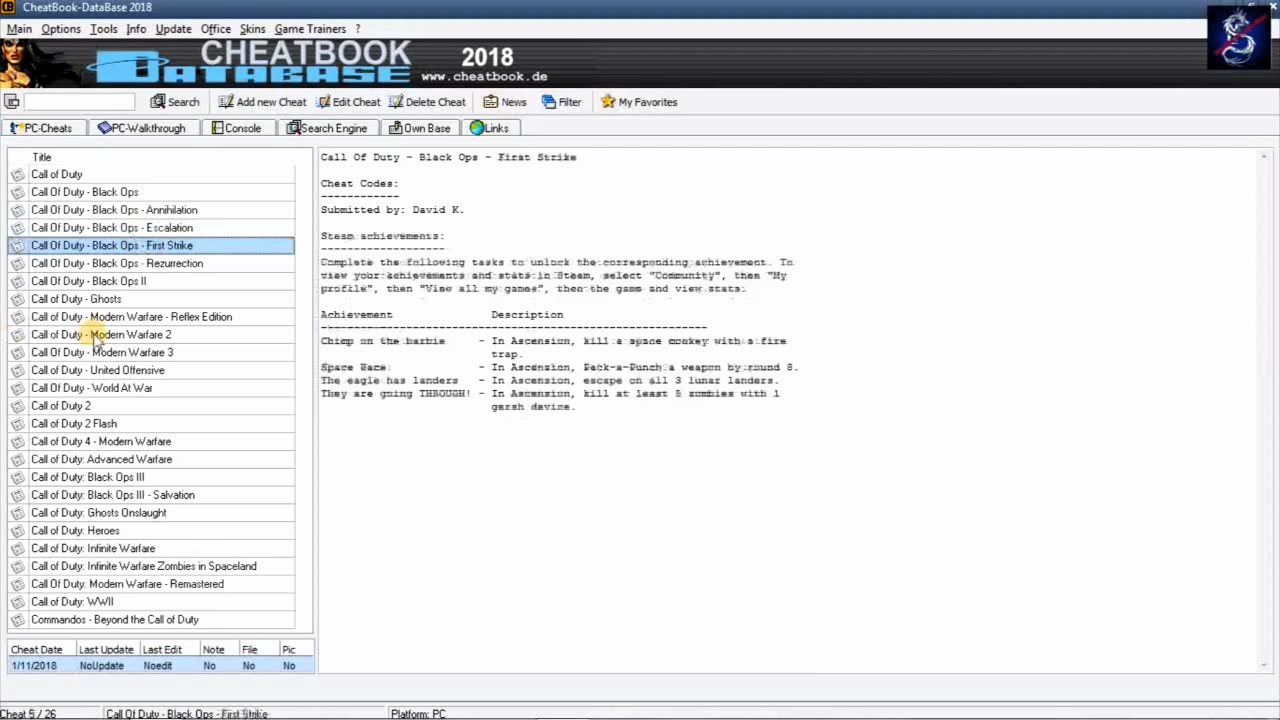 CheatBook-DataBase 2018
Main Options Tools Info Update Office Skins Game Trainers ?
CHEATBOOK
DATABASE
2018
www.cheatbook.de
Search Add new Cheat Edit Cheat Delete Cheat News Filter My Favorites
PC-Cheats PC-Walkthrough Console Search Engine Own Base Links
Title
Call of Duty
Call Of Duty - Black Ops
Call Of Duty - Black Ops - Annihilation
Call Of Duty - Black Ops - Escalation
Call Of Duty - Black Ops - First Strike
Call Of Duty - Black Ops - Rezurrection
Call Of Duty - Black Ops II
Call of Duty - Ghosts
Call of Duty - Modern Warfare - Reflex Edition
Call of Duty - Modern Warfare 2
Call Of Duty - Modern Warfare 3
Call Of Duty - United Offensive
Call Of Duty - World At War
Call of Duty 2
Call of Duty 2 Flash
Call of Duty 4 - Modern Warfare
Call of Duty: Advanced Warfare
Call of Duty: Black Ops III
Call of Duty: Black Ops III - Salvation
Call of Duty: Ghosts Onslaught
Call of Duty: Heroes
Call of Duty: Infinite Warfare
Call of Duty: Infinite Warfare Zombies in Spaceland
Call Of Duty: Modern Warfare - Remastered
Call of Duty: WWII
Commandos - Beyond the Call of Duty
Cheat Date Last Update Last Edit Note File Pic
1/11/2018 NoUpdate Noedit No No No
Call Of Duty - Black Ops - First Strike
Cheat Codes:
------------
Submitted by: David K.
Steam achievements:
-------------------
Complete the following tasks to unlock the corresponding achievement. To
view your achievements and stats in Steam, select "Community", then "My
profile", then "View all my games", then the game and view stats.
Achievement Description
-----------------------------------------------------------
Chimp on the barbie - In Ascension, kill a space monkey with a fire
trap.
Space Race: - In Ascension, Pack-a-Punch a weapon by round 8.
The eagle has landers - In Ascension, escape on all 3 lunar landers.
They are going THROUGH! - In Ascension, kill at least 5 zombies with 1
gersh device.
Cheat 5 / 26 Call Of Duty - Black Ops - First Strike Platform: PC